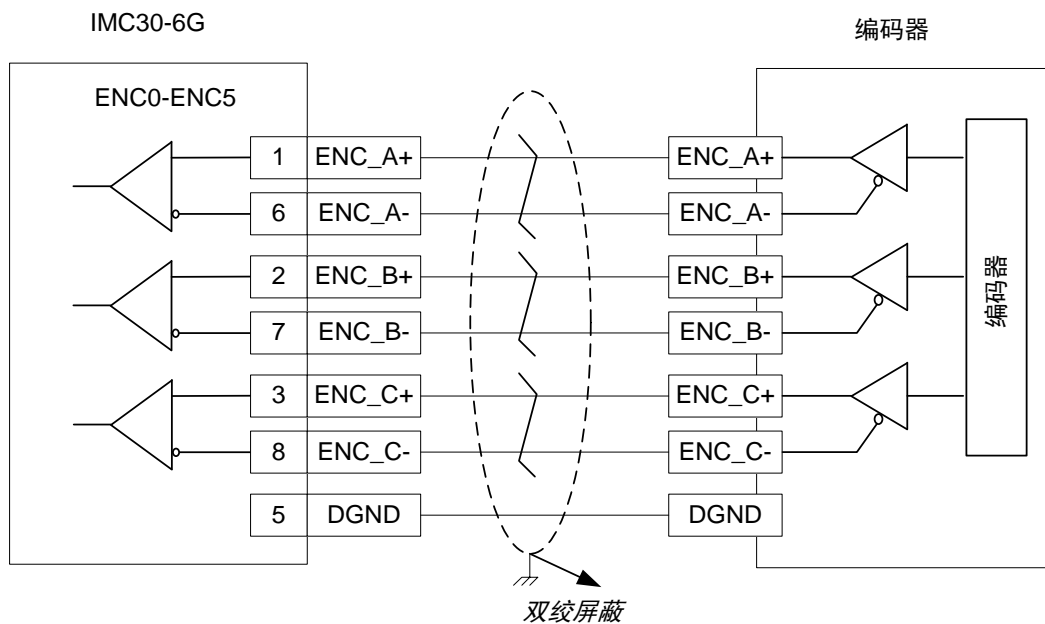 IMC30-6G
编码器
ENC0-ENC5
1 ENC_A+ ENC_A+
6 ENC_A- ENC_A-
2 ENC_B+ ENC_B+
7 ENC_B- ENC_B-
编码器
3 ENC_C+ ENC_C+
8 ENC_C- ENC_C-
5 DGND DGND
双绞屏蔽